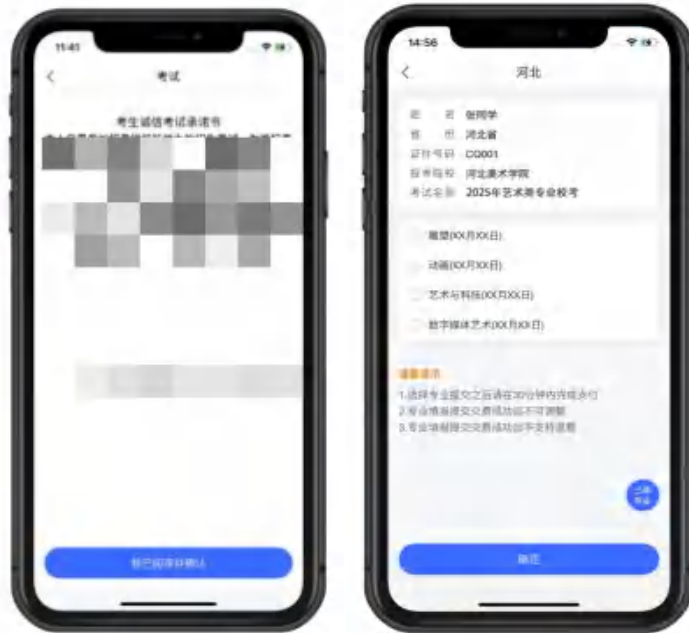 11:45
考试
考生诚信考试承诺书
我已阅读并确认
14:56
河北
姓 名 张同学
省 份 河北省
证件号码 CQ001
报考院校 河北美术学院
考试名称 2025年艺术类专业校考
雕塑(XX月XX日)
动画(XX月XX日)
艺术与科技(XX月XX日)
数字媒体艺术(XX月XX日)
温馨提示
1.选择专业提交之后请在30分钟内完成支付
2.专业填报提交交费成功后不可调整
3.专业填报提交交费成功后不支持退费
确定